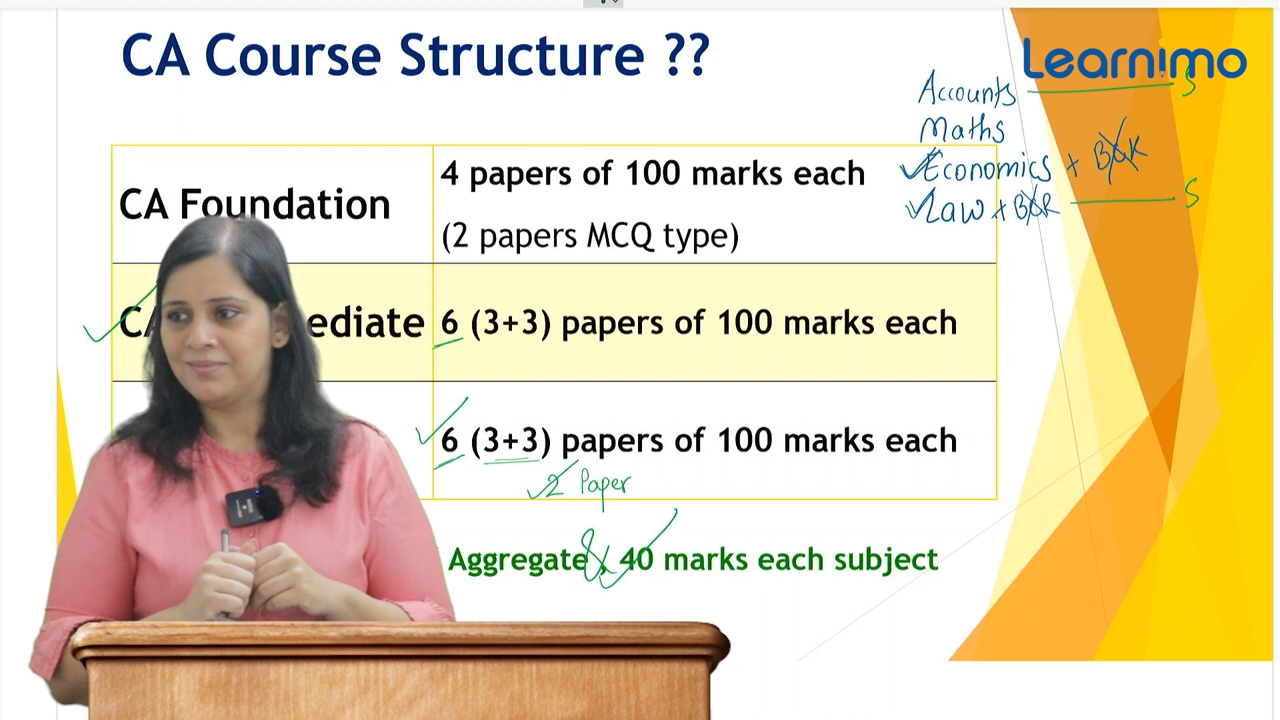 CA Course Structure ??
Learnimo
Accounts S
Maths
Economics + BCK
Law + BCR S
CA Foundation
4 papers of 100 marks each
(2 papers MCQ type)
CA ediate
6 (3+3) papers of 100 marks each
6 (3+3) papers of 100 marks each
2 Paper
Aggregate & 40 marks each subject